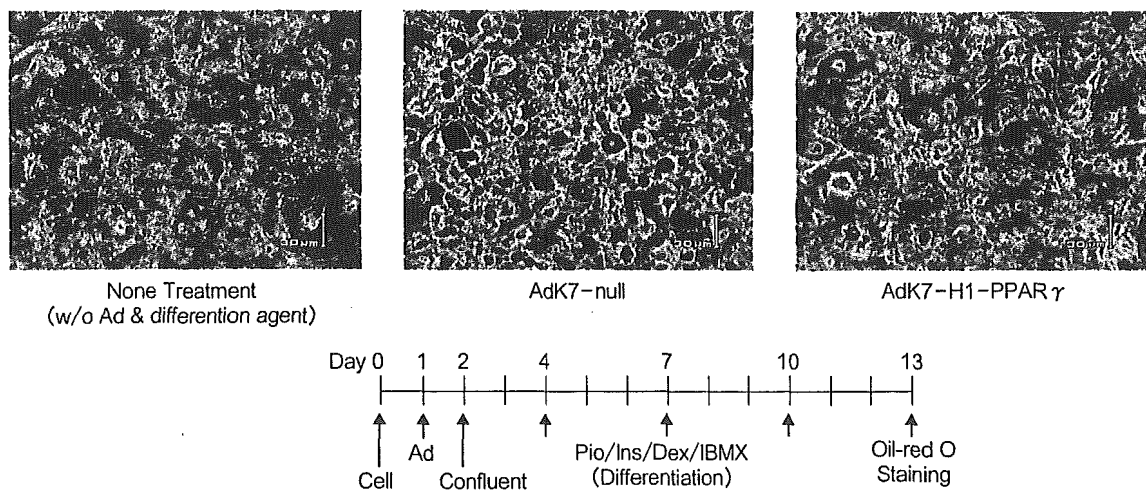 None Treatment
(w/o Ad & differention agent)
AdK7-null
AdK7-H1-PPARγ
Day 0 1 2 4 7 10 13
Ad
Cell
Confluent
Pio/Ins/Dex/IBMX
(Differentiation)
Oil-red O
Staining